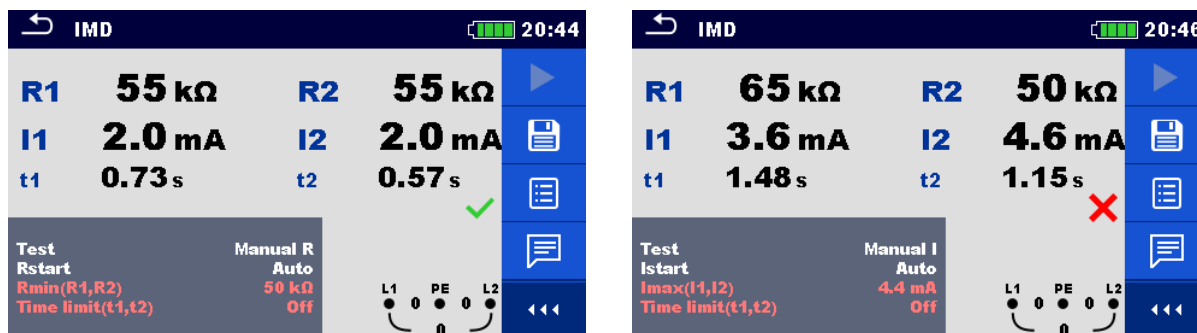 IMD 20:44
R1 55 kΩ R2 55 kΩ
I1 2.0 mA I2 2.0 mA
t1 0.73 s t2 0.57 s
Test Manual R
Rstart Auto
Rmin(R1,R2) 50 kΩ
Time limit(t1,t2) Off
L1 PE L2
0 0
0
IMD 20:46
R1 65 kΩ R2 50 kΩ
I1 3.6 mA I2 4.6 mA
t1 1.48 s t2 1.15 s
Test Manual I
Istart Auto
Imax(I1,I2) 4.4 mA
Time limit(t1,t2) Off
L1 PE L2
0 0
0